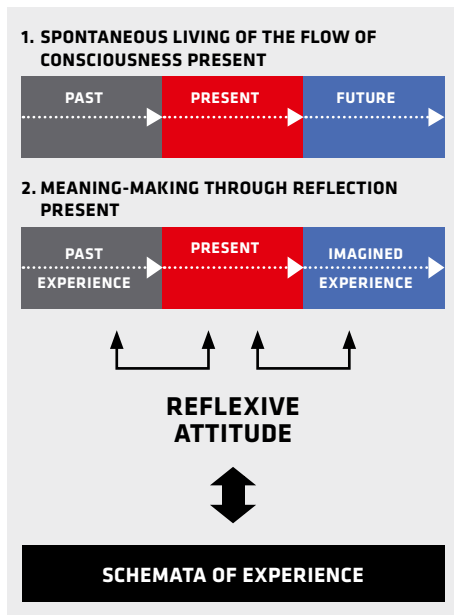 1. SPONTANEOUS LIVING OF THE FLOW OF
CONSCIOUSNESS PRESENT
PAST PRESENT FUTURE
2. MEANING-MAKING THROUGH REFLECTION
PRESENT
PAST
EXPERIENCE
PRESENT
IMAGINED
EXPERIENCE
REFLEXIVE
ATTITUDE
SCHEMATA OF EXPERIENCE